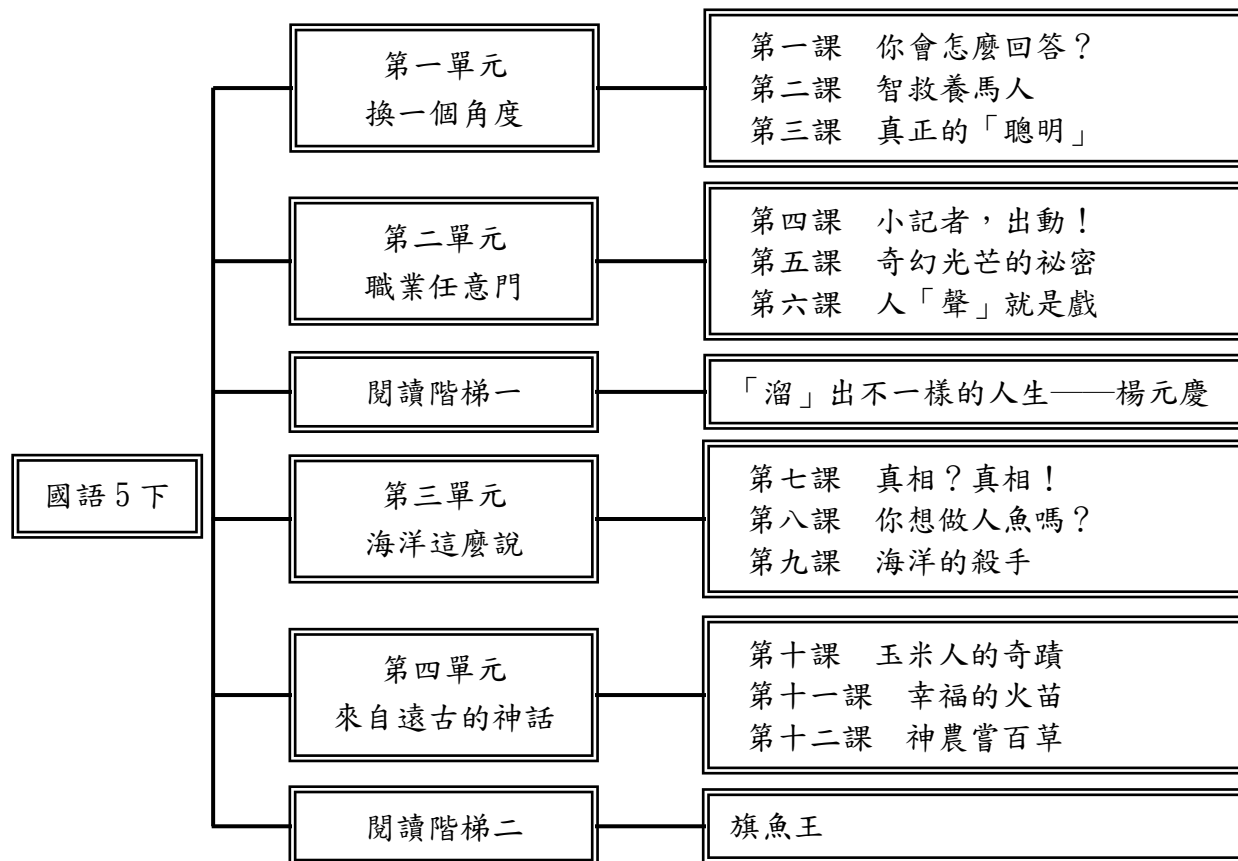 國語5下
第一單元
換一個角度
第一課　你會怎麼回答？
第二課　智救養馬人
第三課　真正的「聰明」
第二單元
職業任意門
第四課　小記者，出動！
第五課　奇幻光芒的祕密
第六課　人「聲」就是戲
閱讀階梯一
「溜」出不一樣的人生——楊元慶
第三單元
海洋這麼說
第七課　真相？真相！
第八課　你想做人魚嗎？
第九課　海洋的殺手
第四單元
來自遠古的神話
第十課　玉米人的奇蹟
第十一課　幸福的火苗
第十二課　神農嘗百草
閱讀階梯二
旗魚王